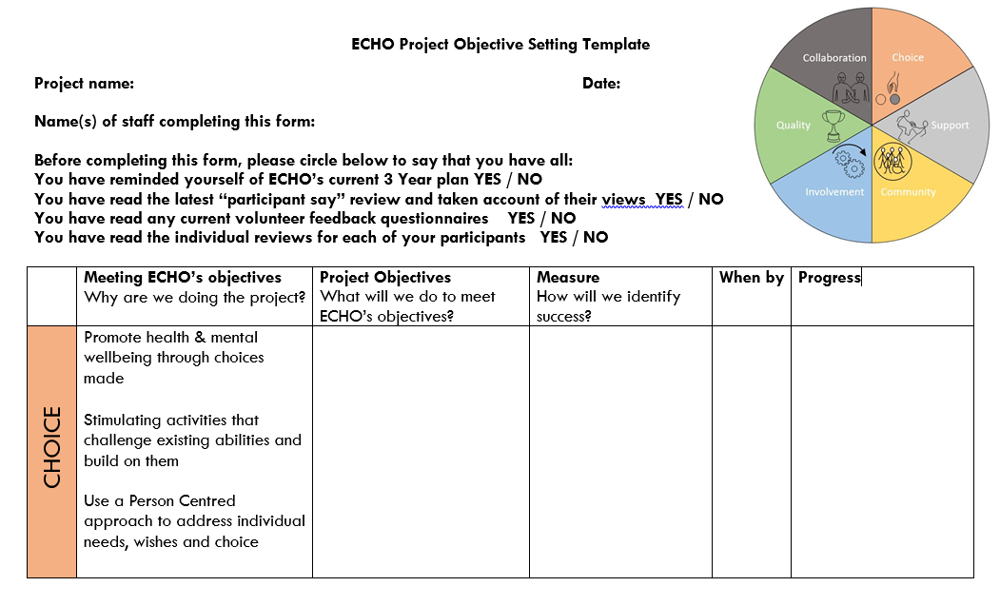 ECHO Project Objective Setting Template
Project name:
Date:
Name(s) of staff completing this form:
Before completing this form, please circle below to say that you have all:
You have reminded yourself of ECHO's current 3 Year plan YES / NO
You have read the latest “participant say” review and taken account of their views  YES / NO
You have read any current volunteer feedback questionnaires    YES / NO
You have read the individual reviews for each of your participants   YES / NO
Collaboration
Choice
Quality
Support
Involvement
Community
Meeting ECHO's objectives
Why are we doing the project?
Project Objectives
What will we do to meet
ECHO's objectives?
Measure
How will we identify
success?
When by
Progress
CHOICE
Promote health & mental
wellbeing through choices
made
Stimulating activities that
challenge existing abilities and
build on them
Use a Person Centred
approach to address individual
needs, wishes and choice